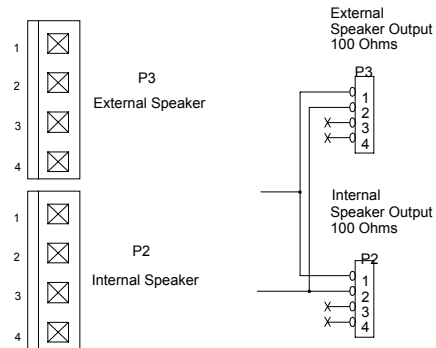 1
2
3
4
P3
External Speaker
1
2
3
4
P2
Internal Speaker
External
Speaker Output
100 Ohms
P3
1
2
X 3
X 4
Internal
Speaker Output
100 Ohms
P2
1
2
X 3
X 4